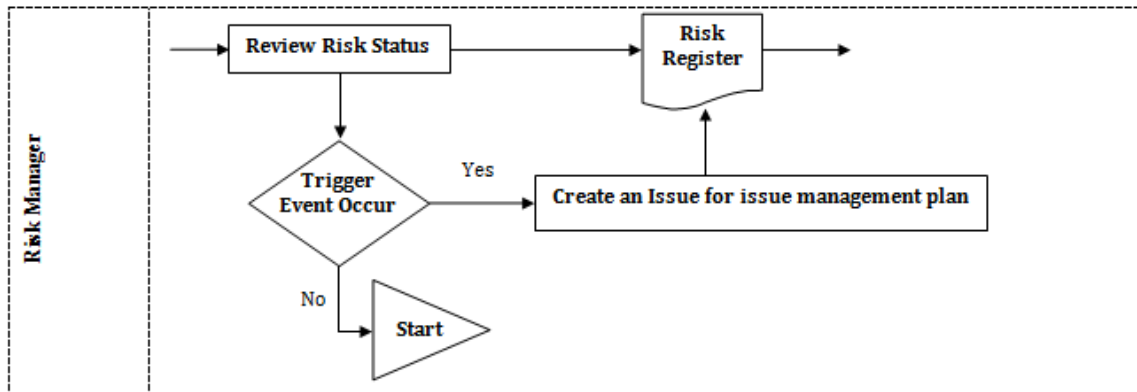 Risk Manager
Review Risk Status
Risk
Register
Trigger
Event Occur
Yes
Create an Issue for issue management plan
No
Start